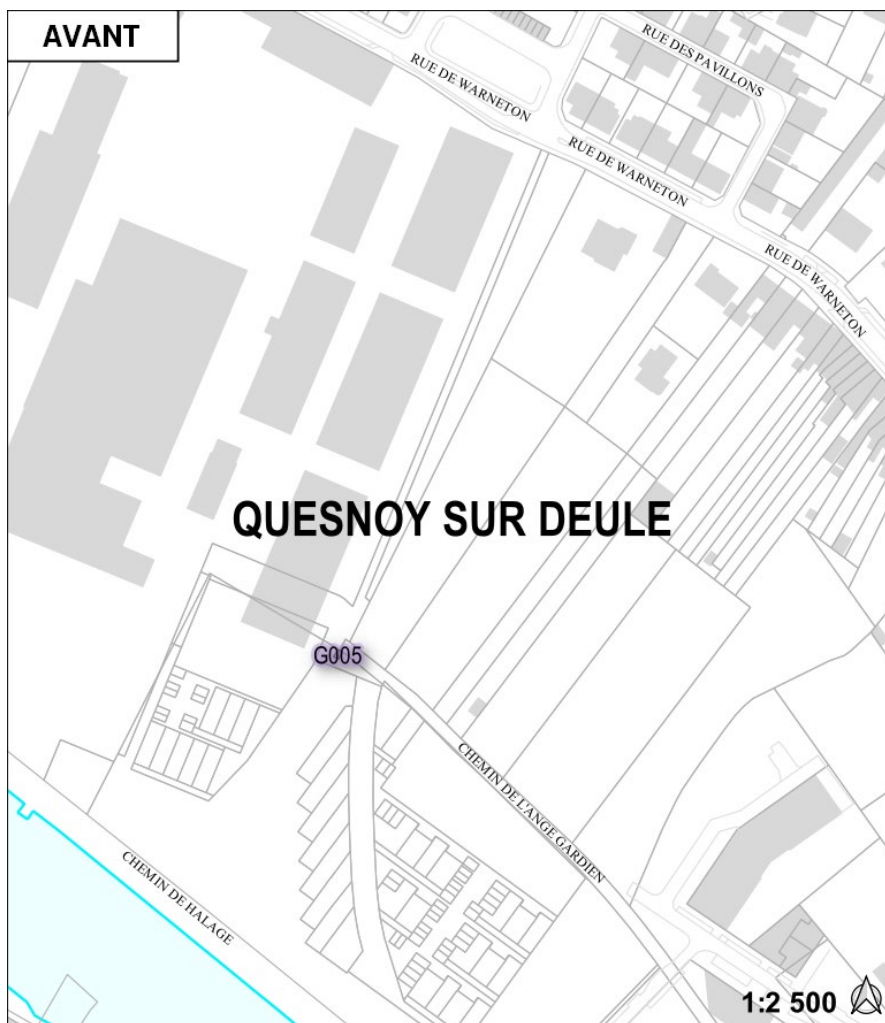 AVANT
RUE DES PAVILLONS
RUE DE WARNETON
RUE DE WARNETON
RUE DE WARNETON
QUESNOY SUR DEULE
G005
CHEMIN DE L'ANGE GARDIEN
CHEMIN DE HALAGE
1:2 500